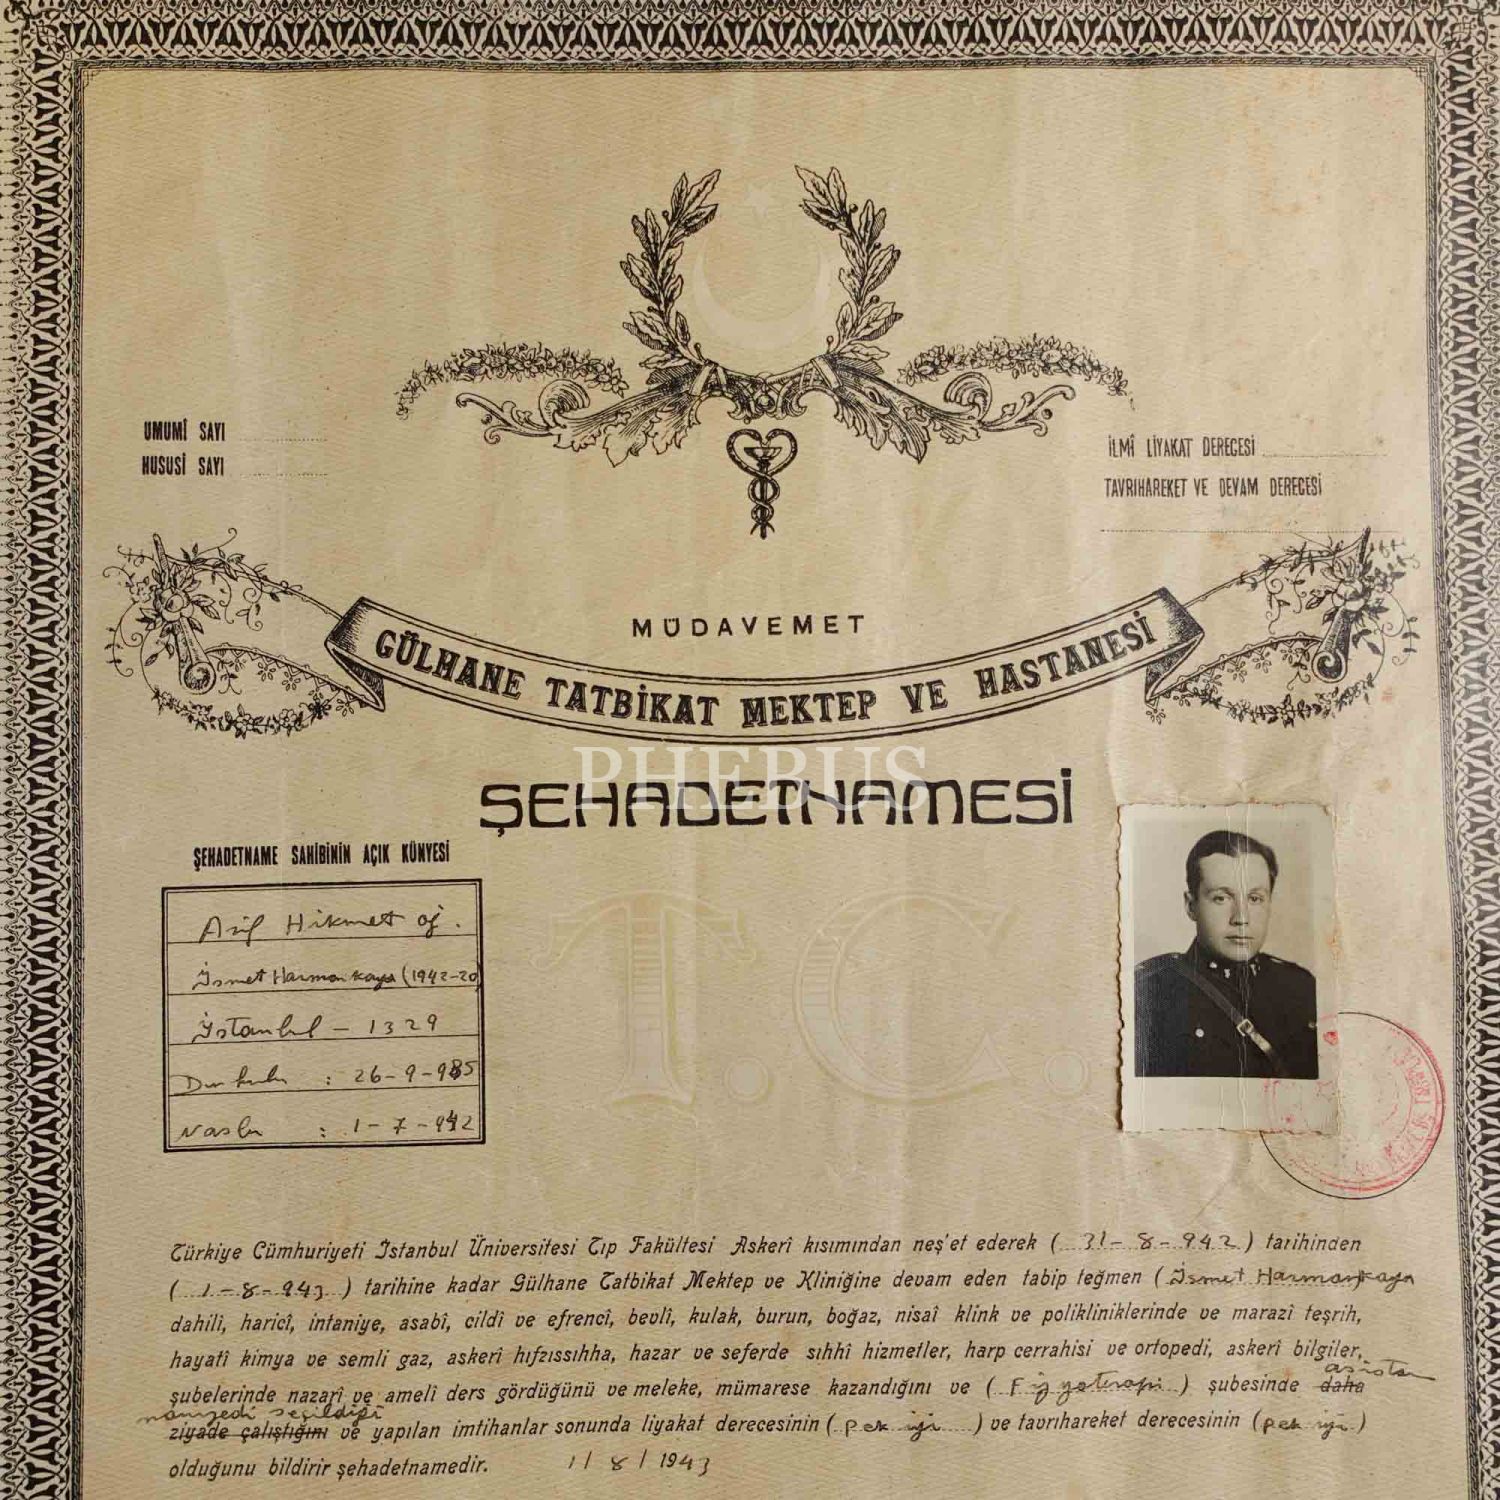 UMUMÎ SAYI
HUSUSÎ SAYI
İLMÎ LİYAKAT DERECESİ
TAVRIHAREKET VE DEVAM DERECESİ
MÜDAVEMET
GÜLHANE TATBİKAT MEKTEP VE HASTANESİ
PHEBUS
ŞEHADETNAMESİ
ŞEHADETNAME SAHİBİNİN AÇIK KÜNYESİ
Arif Hikmet oğ.
İsmet Harmankaya (1942-20
İstanbul - 1329
: 26-9-935
Nasbı : 1-7-942
T.C.
Türkiye Cümhuriyeti İstanbul Üniversitesi Tıp Fakültesi Askerî kısımından neş'et ederek ( 31-8-942 ) tarihinden
( 1-8-943 ) tarihine kadar Gülhane Tatbikat Mektep ve Kliniğine devam eden tabip teğmen ( İsmet Harmankaya
dahilî, haricî, intaniye, asabî, cildî ve efrencî, bevlî, kulak, burun, boğaz, nisaî klink ve polikliniklerinde ve marazî teşrih,
hayatî kimya ve semli gaz, askerî hıfzıssıhha, hazar ve seferde sıhhî hizmetler, harp cerrahisi ve ortopedi, askerî bilgiler,
asistan
şubelerinde nazarî ve amelî ders gördüğünü ve meleke, mümarese kazandığını ve ( Fizyoterapi ) şubesinde daha
namzedi seçildiği
ziyade çalıştığını ve yapılan imtihanlar sonunda liyakat derecesinin ( pek iyi ) ve tavrıhareket derecesinin ( pek iyi )
olduğunu bildirir şehadetnamedir. 1/8/1943